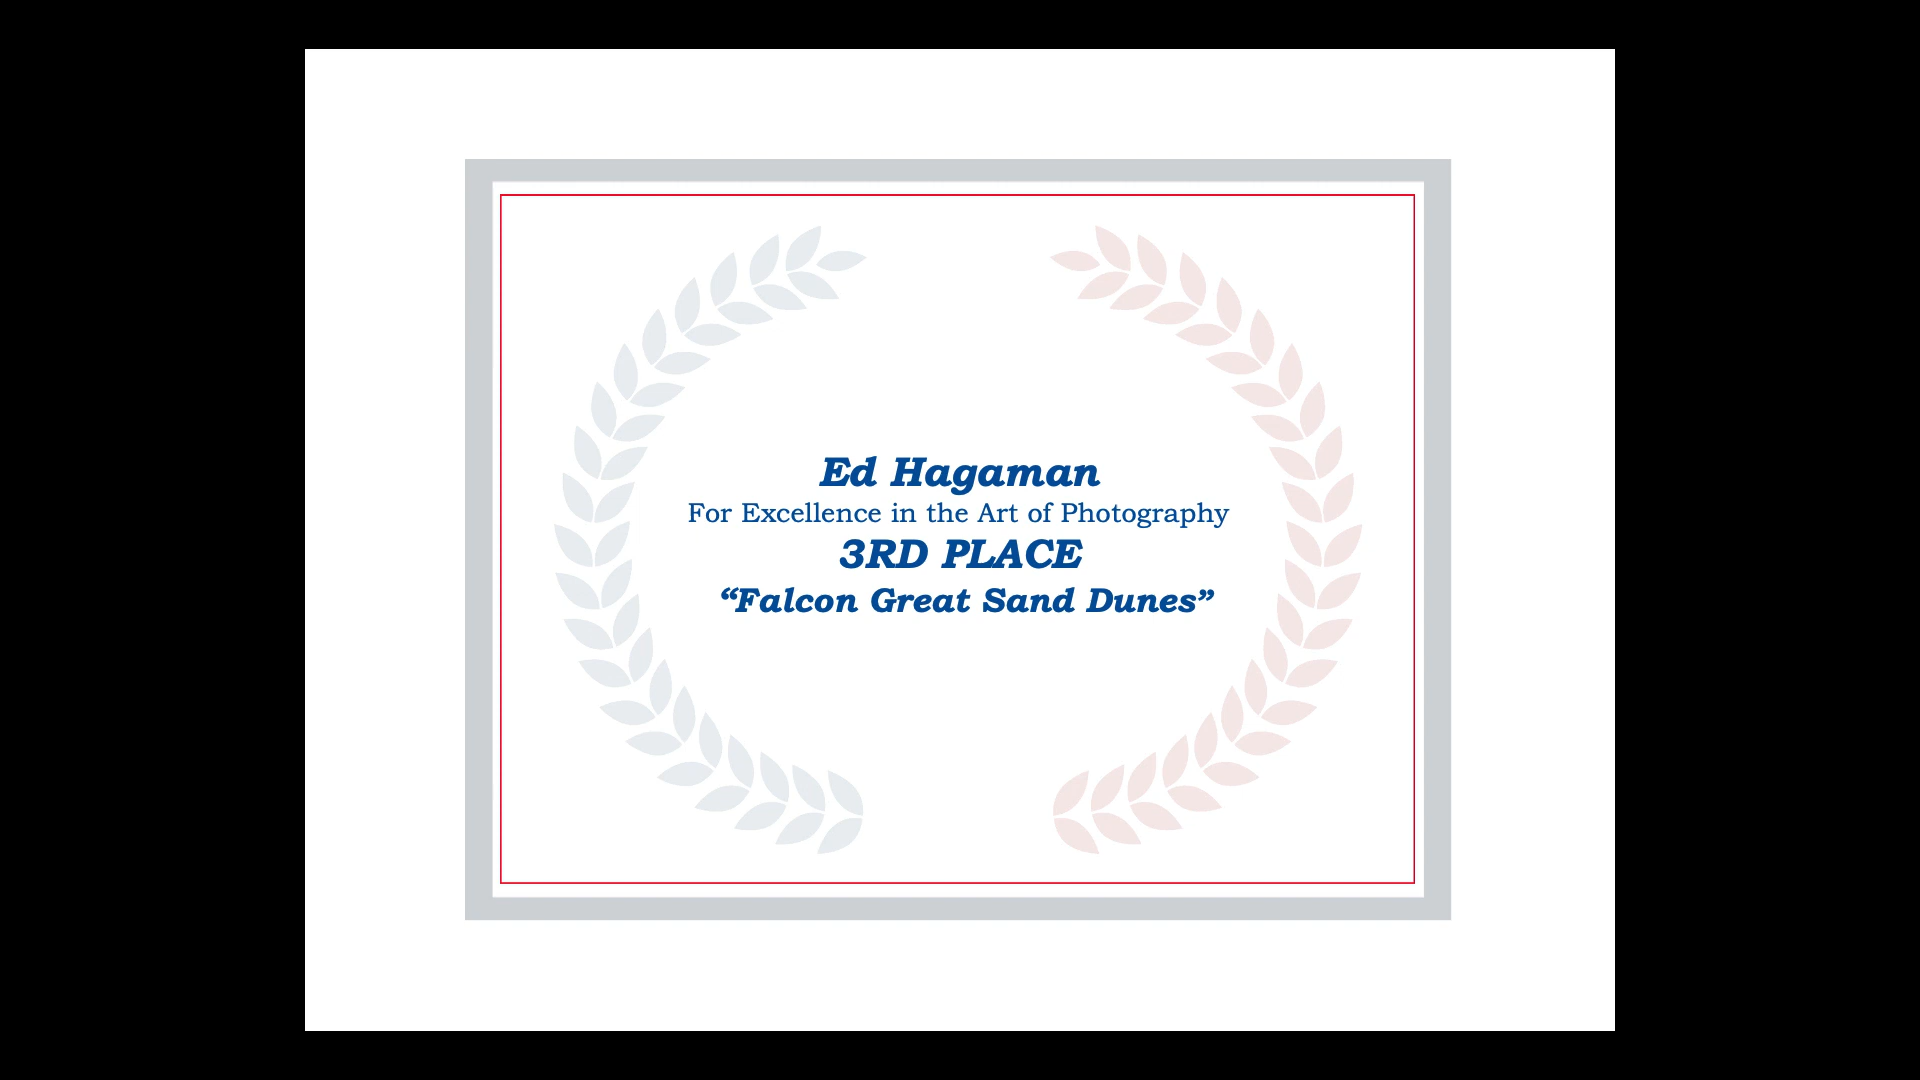 Ed Hagaman
For Excellence in the Art of Photography
3RD PLACE
“Falcon Great Sand Dunes”